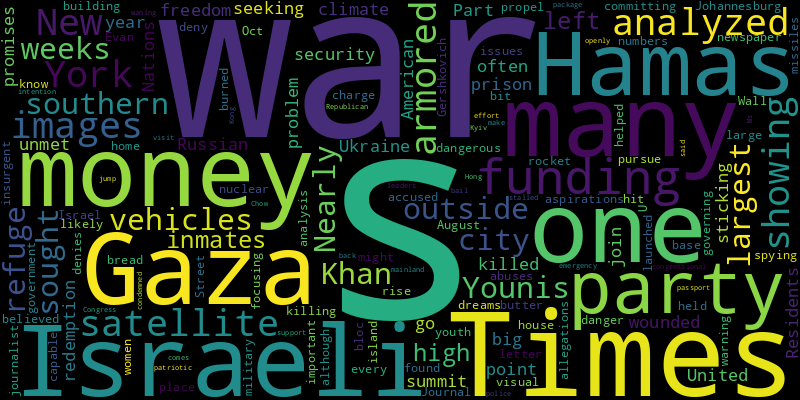 War
S
Israeli
Times
Gaza
money
many
Hamas
one
party
funding
New
York
Khan
Younis
satellite
images
analyzed
showing
largest
armored
vehicles
southern
weeks
refuge
sought
outside
city
high
Nearly
inmates
left
freedom
seeking
year
climate
Part
propel
committing
Johannesburg
building
Evan
deny
Oct
promises
Nations
security
American
Gershkovich
often
prison
bit
issues
numbers
newspaper
missiles
know
burned
charge
Republican
problem
effort
Kyiv
openly
helped
Wall
large
said
package
intention
unmet
home
Russian
Ukraine
dangerous
make
rocket
pursue
insurgent
visit
nuclear
jump
Israel
likely
denies
bread
Street
analysis
focusing
accused
August
leaders
Hong
bail
stalled
aspirations
hit
U
join
launched
governing
base
sticking
spying
Residents
believed
government
redemption
condemned
Chow
back
might
mainland
rise
killed
abuses
emergency
passport
held
dreams
butter
danger
wounded
warning
journalist
capable
women
Congress
support
killing
military
important
although
island
bloc
every
go
youth
found
summit
Journal
big
letter
point
house
visual
allegations
United
comes
patriotic
place
police